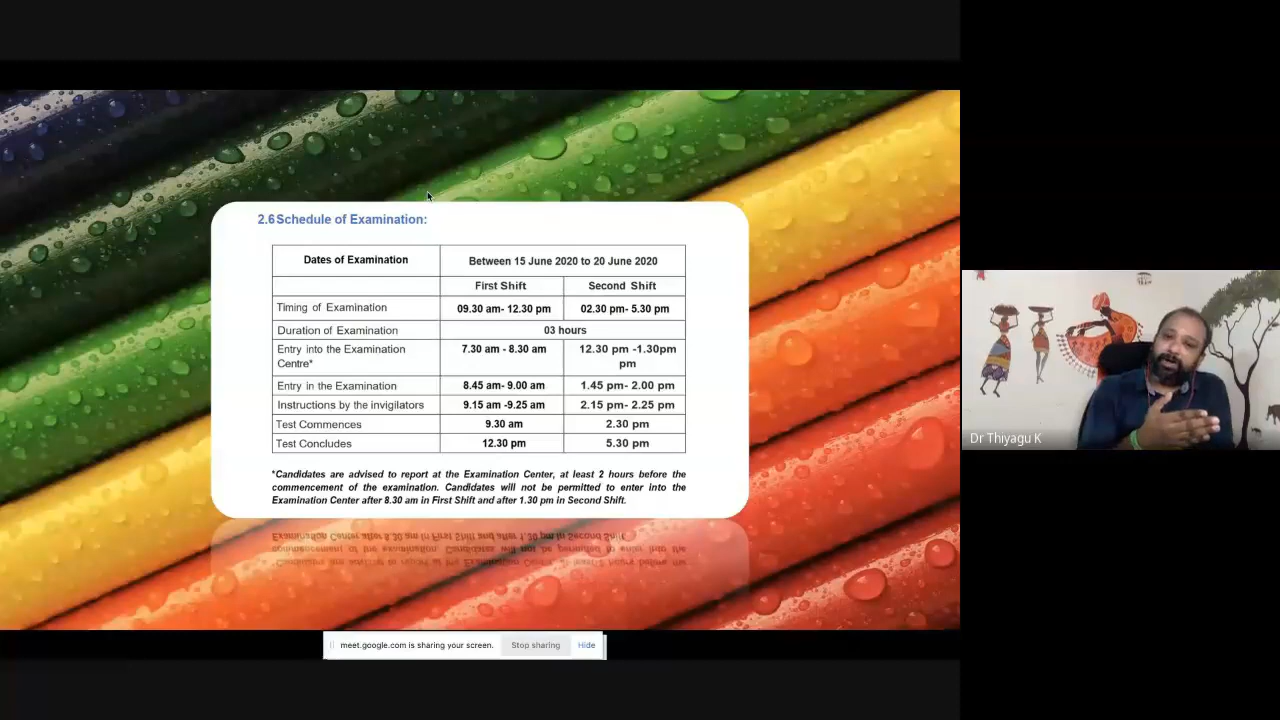 2.6Schedule of Examination:
Dates of Examination Between 15 June 2020 to 20 June 2020
First Shift Second Shift
Timing of Examination 09.30 am- 12.30 pm 02.30 pm- 5.30 pm
Duration of Examination 03 hours
Entry into the Examination 7.30 am - 8.30 am 12.30 pm -1.30pm
Centre* pm
Entry in the Examination 8.45 am- 9.00 am 1.45 pm- 2.00 pm
Instructions by the invigilators 9.15 am -9.25 am 2.15 pm- 2.25 pm
Test Commences 9.30 am 2.30 pm
Test Concludes 12.30 pm 5.30 pm
*Candidates are advised to report at the Examination Center, at least 2 hours before the
commencement of the examination. Candidates will not be permitted to enter into the
Examination Center after 8.30 am in First Shift and after 1.30 pm in Second Shift.
Dr Thiyagu K
meet.google.com is sharing your screen. Stop sharing Hide